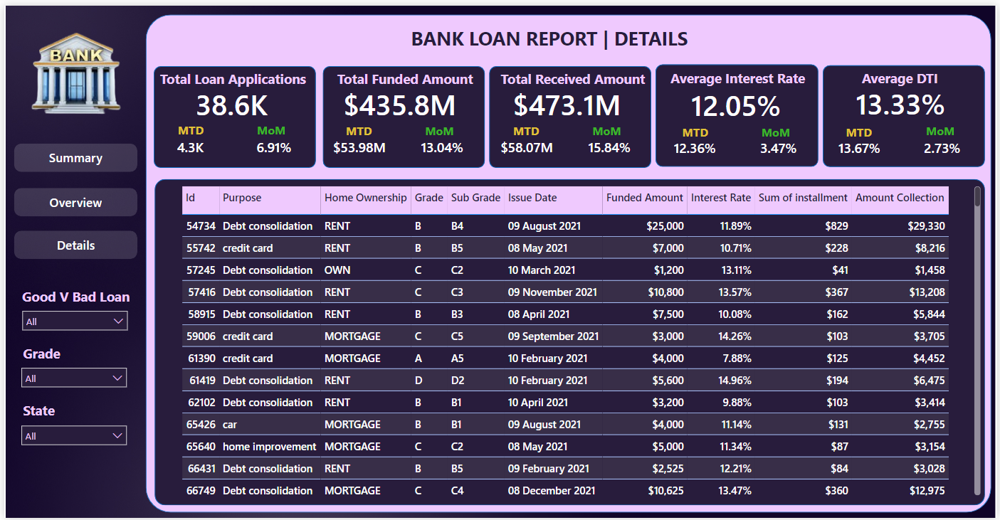 BANK
Summary
Overview
Details
Good V Bad Loan
All
Grade
All
State
All
BANK LOAN REPORT | DETAILS
Total Loan Applications
38.6K
MTD MoM
4.3K 6.91%
Total Funded Amount
$435.8M
MTD MoM
$53.98M 13.04%
Total Received Amount
$473.1M
MTD MoM
$58.07M 15.84%
Average Interest Rate
12.05%
MTD MoM
12.36% 3.47%
Average DTI
13.33%
MTD MoM
13.67% 2.73%
Id Purpose Home Ownership Grade Sub Grade Issue Date Funded Amount Interest Rate Sum of installment Amount Collection
54734 Debt consolidation RENT B B4 09 August 2021 $25,000 11.89% $829 $29,330
55742 credit card RENT B B5 08 May 2021 $7,000 10.71% $228 $8,216
57245 Debt consolidation OWN C C2 10 March 2021 $1,200 13.11% $41 $1,458
57416 Debt consolidation RENT C C3 09 November 2021 $10,800 13.57% $367 $13,208
58915 Debt consolidation RENT B B3 08 April 2021 $7,500 10.08% $162 $5,844
59006 credit card MORTGAGE C C5 09 September 2021 $3,000 14.26% $103 $3,705
61390 credit card MORTGAGE A A5 10 February 2021 $4,000 7.88% $125 $4,452
61419 Debt consolidation RENT D D2 10 February 2021 $5,600 14.96% $194 $6,475
62102 Debt consolidation RENT B B1 10 April 2021 $3,200 9.88% $103 $3,414
65426 car MORTGAGE B B1 09 August 2021 $4,000 11.14% $131 $2,755
65640 home improvement MORTGAGE C C2 08 May 2021 $5,000 11.34% $87 $3,154
66431 Debt consolidation RENT B B5 09 February 2021 $2,525 12.21% $84 $3,028
66749 Debt consolidation MORTGAGE C C4 08 December 2021 $10,625 13.47% $360 $12,975